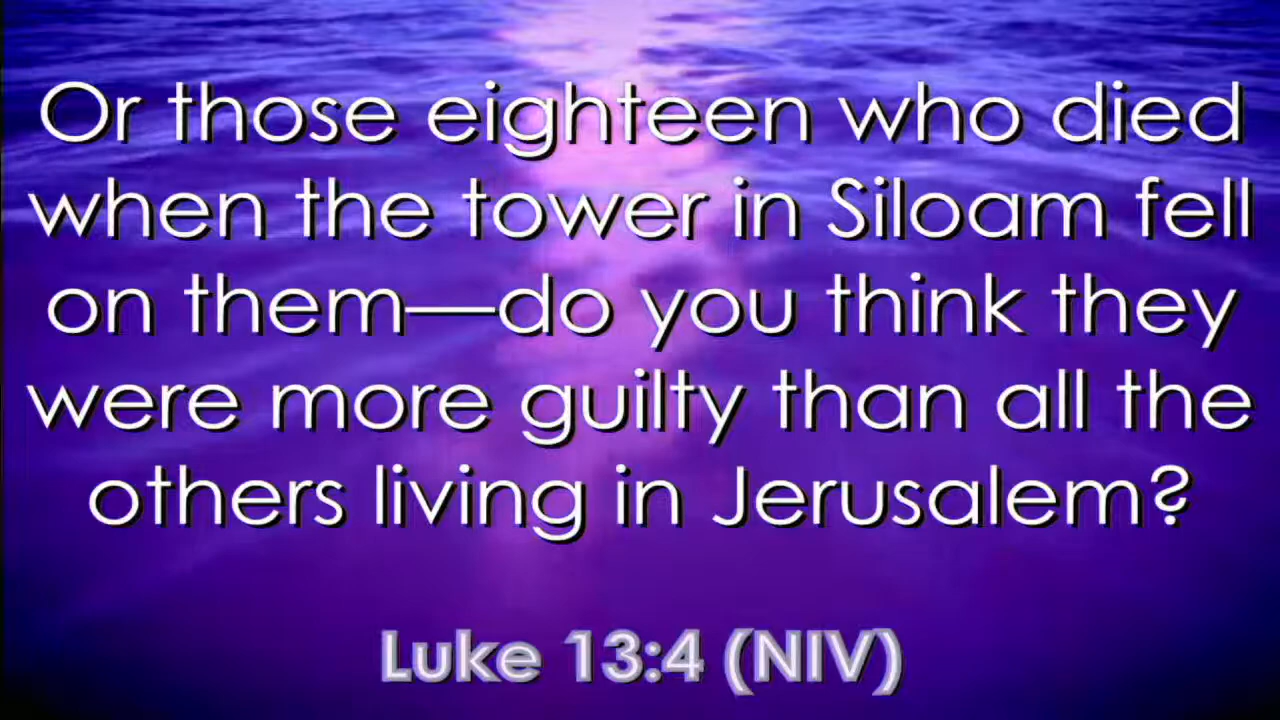 Or those eighteen who died
when the tower in Siloam fell
on them—do you think they
were more guilty than all the
others living in Jerusalem?
Luke 13:4 (NIV)